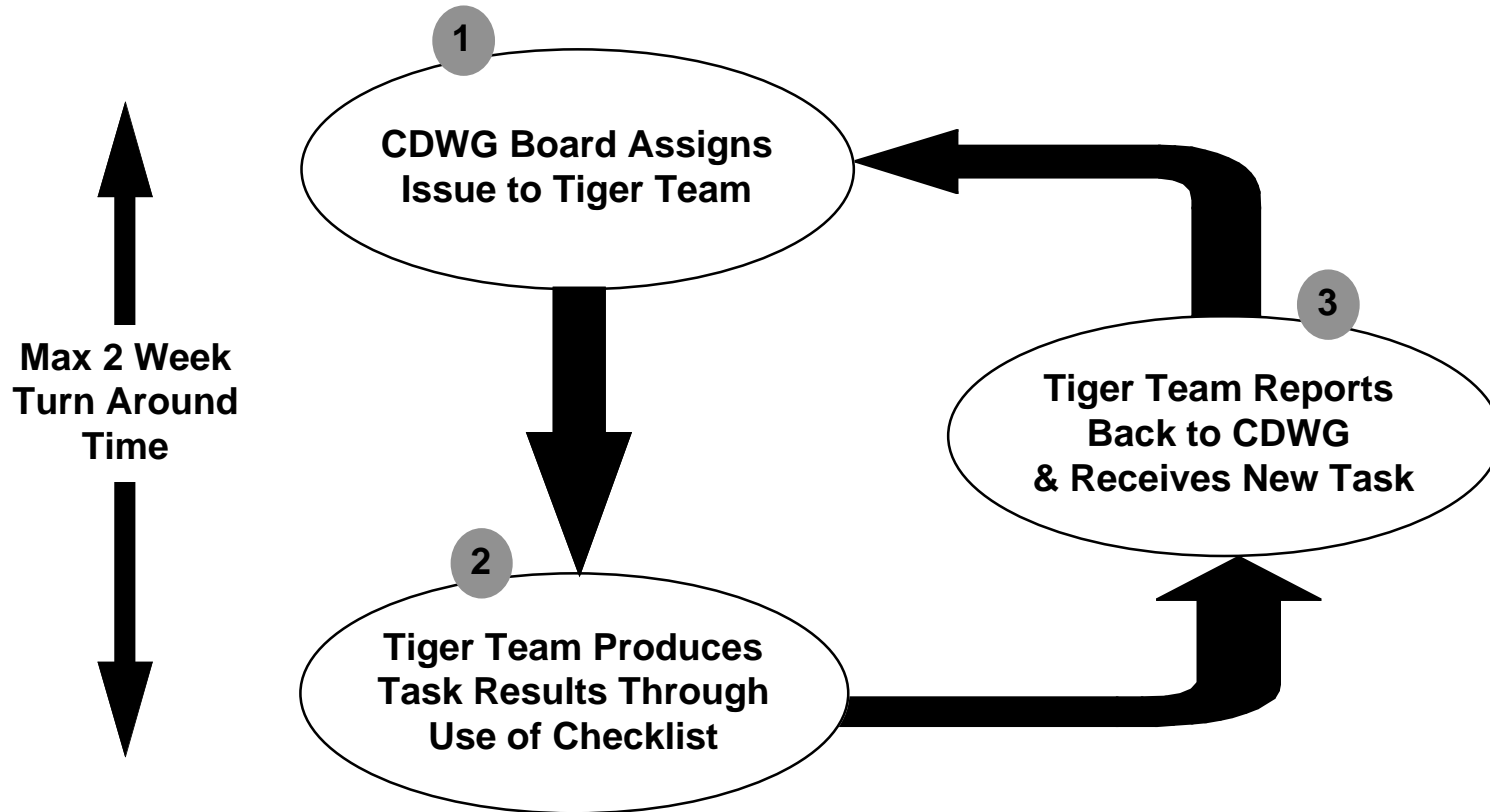 1
CDWG Board Assigns
Issue to Tiger Team
Max 2 Week
Turn Around
Time
2
Tiger Team Produces
Task Results Through
Use of Checklist
3
Tiger Team Reports
Back to CDWG
& Receives New Task